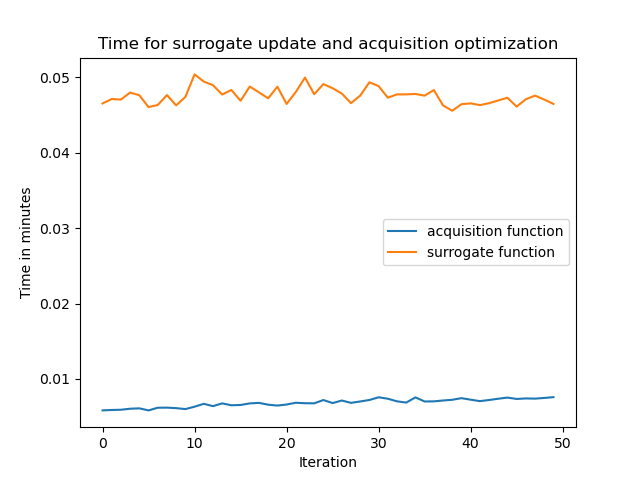 Time for surrogate update and acquisition optimization
0.05
0.04
0.03
0.02
0.01
Time in minutes
acquisition function
surrogate function
0 10 20 30 40 50
Iteration